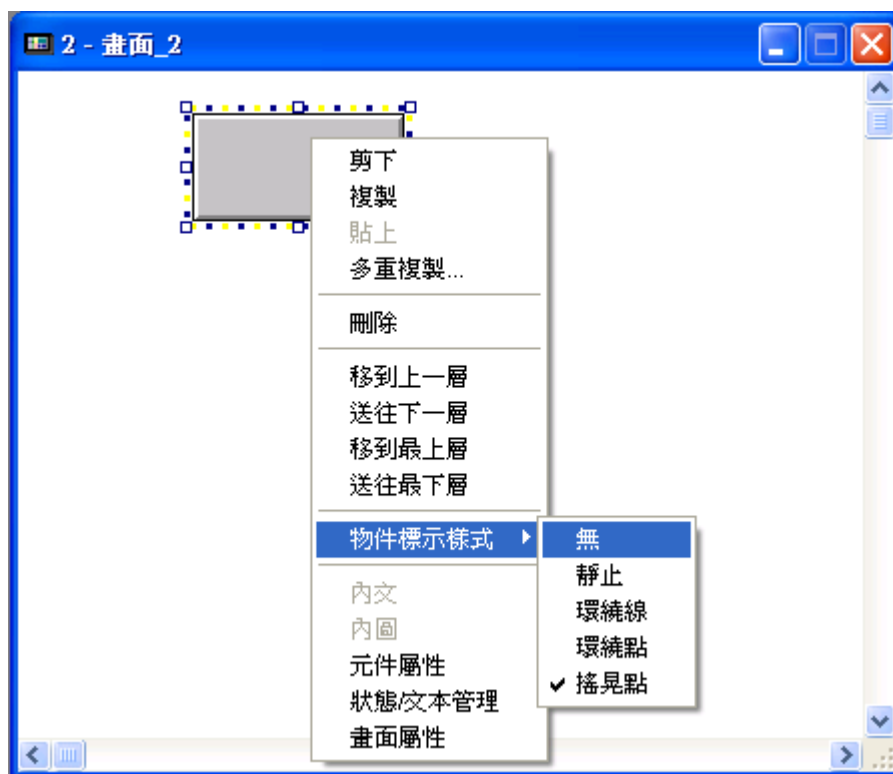 2 - 畫面_2
剪下
複製
貼上
多重複製...
刪除
移到上一層
送往下一層
移到最上層
送往最下層
物件標示樣式
無
靜止
環繞線
環繞點
搖晃點
內文
內圖
元件屬性
狀態/文本管理
畫面屬性